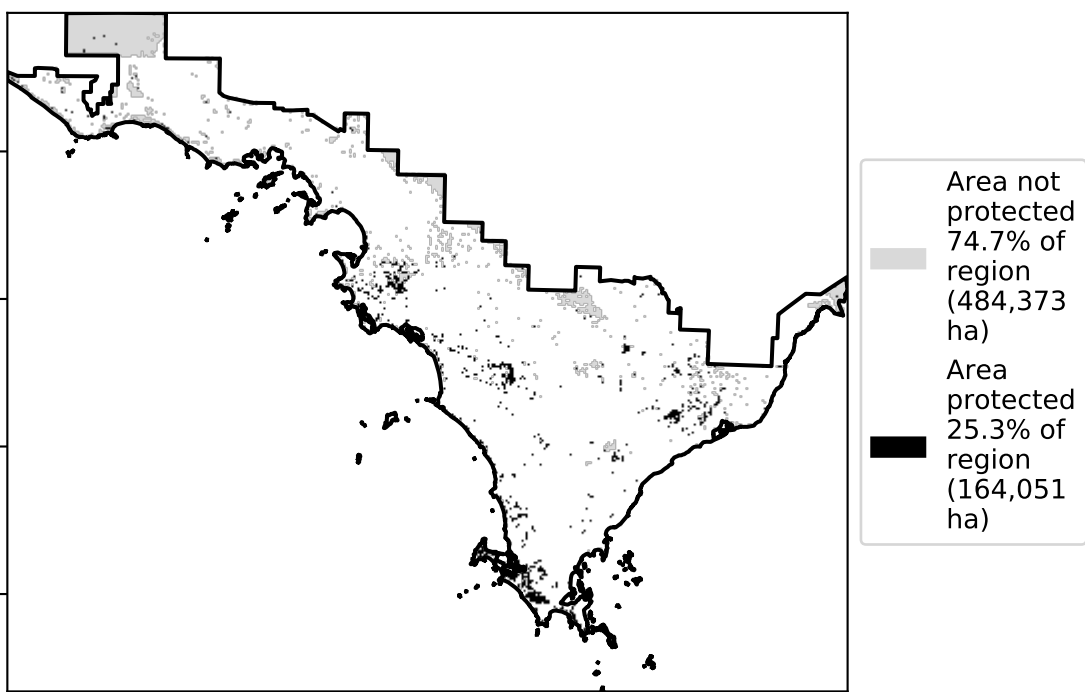 Area not
protected
74.7% of
region
(484,373
ha)
Area
protected
25.3% of
region
(164,051
ha)